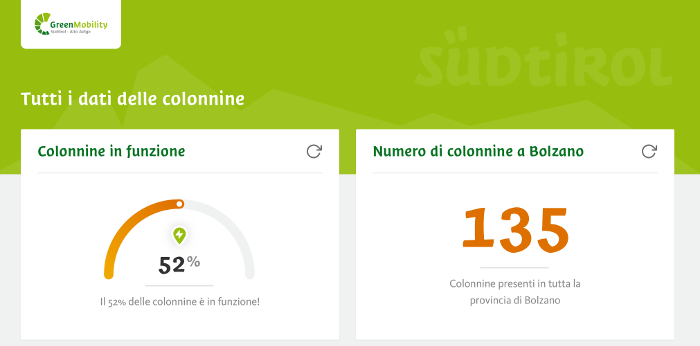 GreenMobility
Südtirol - Alto Adige
SÜDTIROL
Tutti i dati delle colonnine
Colonnine in funzione
52%
Il 52% delle colonnine è in funzione!
Numero di colonnine a Bolzano
135
Colonnine presenti in tutta la
provincia di Bolzano